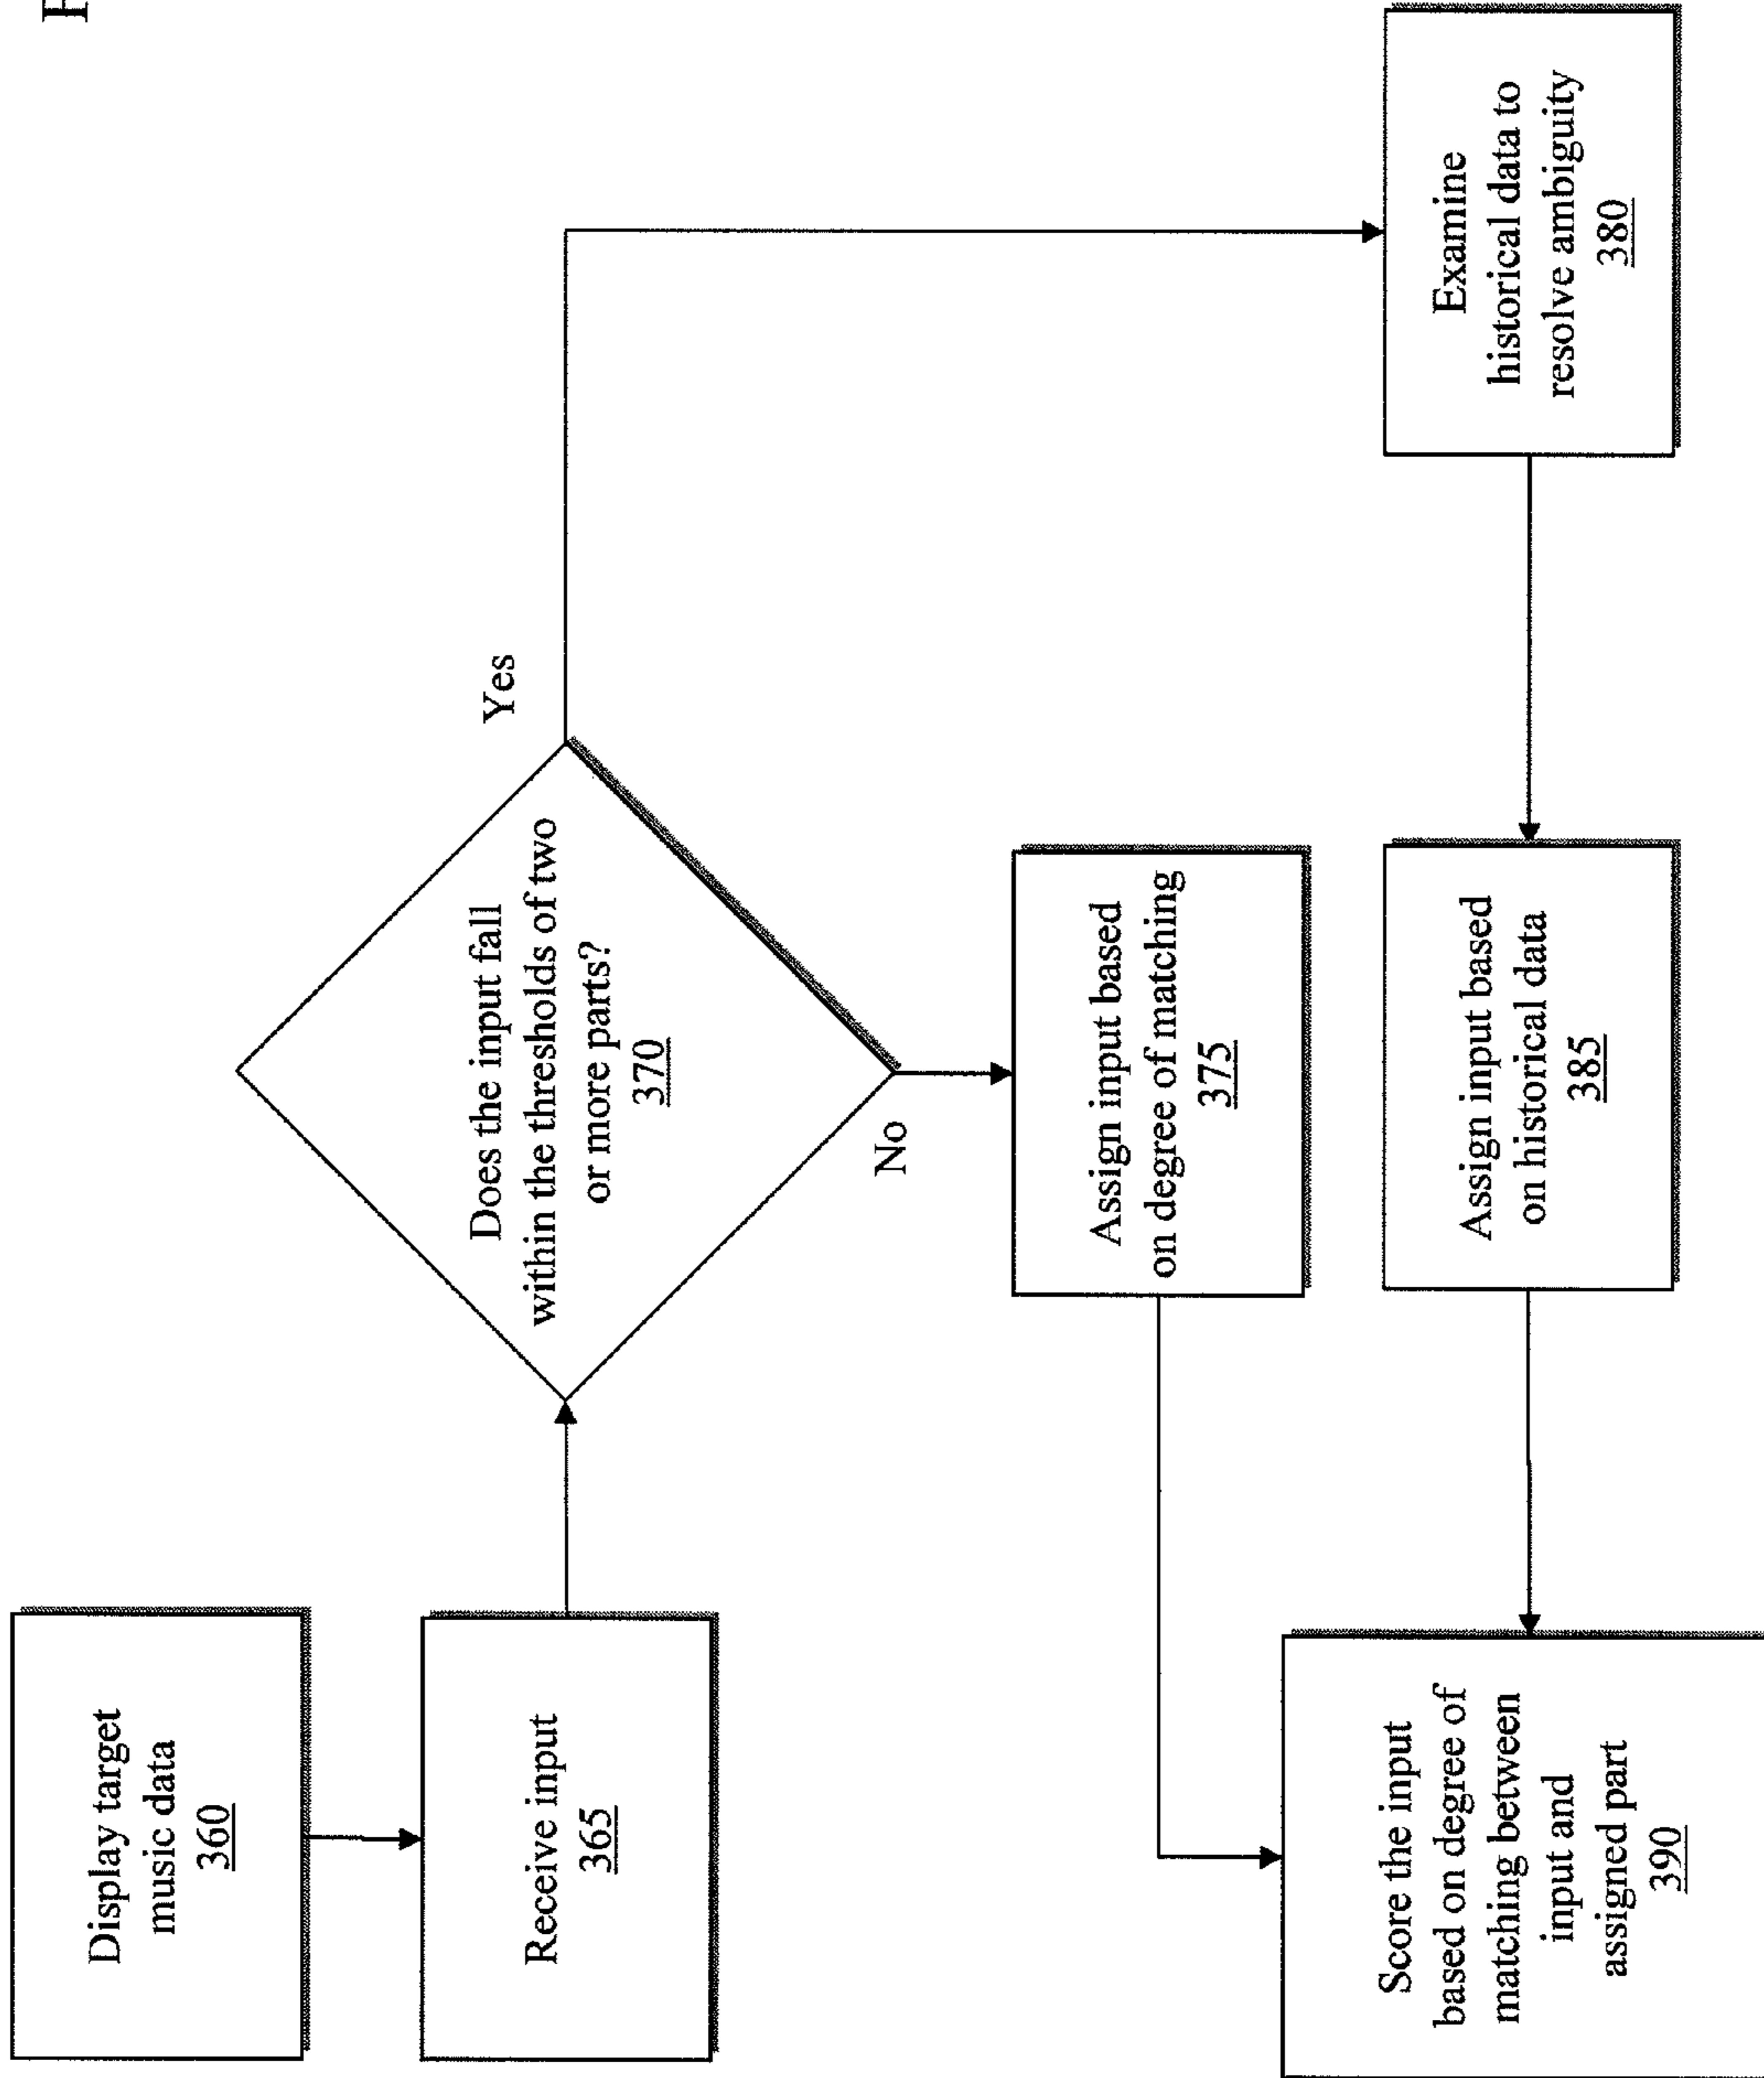 Display target
music data
360
Receive input
365
Does the input fall
within the thresholds of two
or more parts?
370
Yes
No
Assign input based
on degree of matching
375
Examine
historical data to
resolve ambiguity
380
Assign input based
on historical data
385
Score the input
based on degree of
matching between
input and
assigned part
390